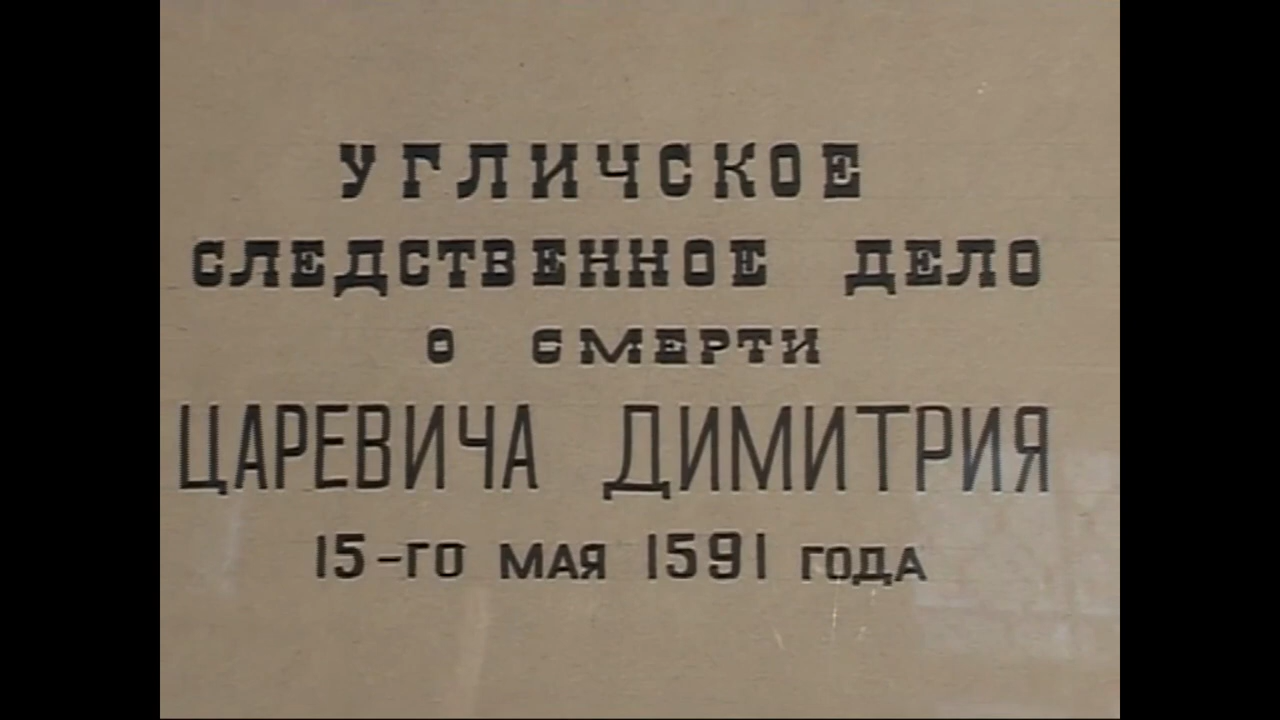 УГЛИЧСКОЕ
СЛЕДСТВЕННОЕ ДЕЛО
О СМЕРТИ
ЦАРЕВИЧА ДИМИТРИЯ
15-ГО МАЯ 1591 ГОДА